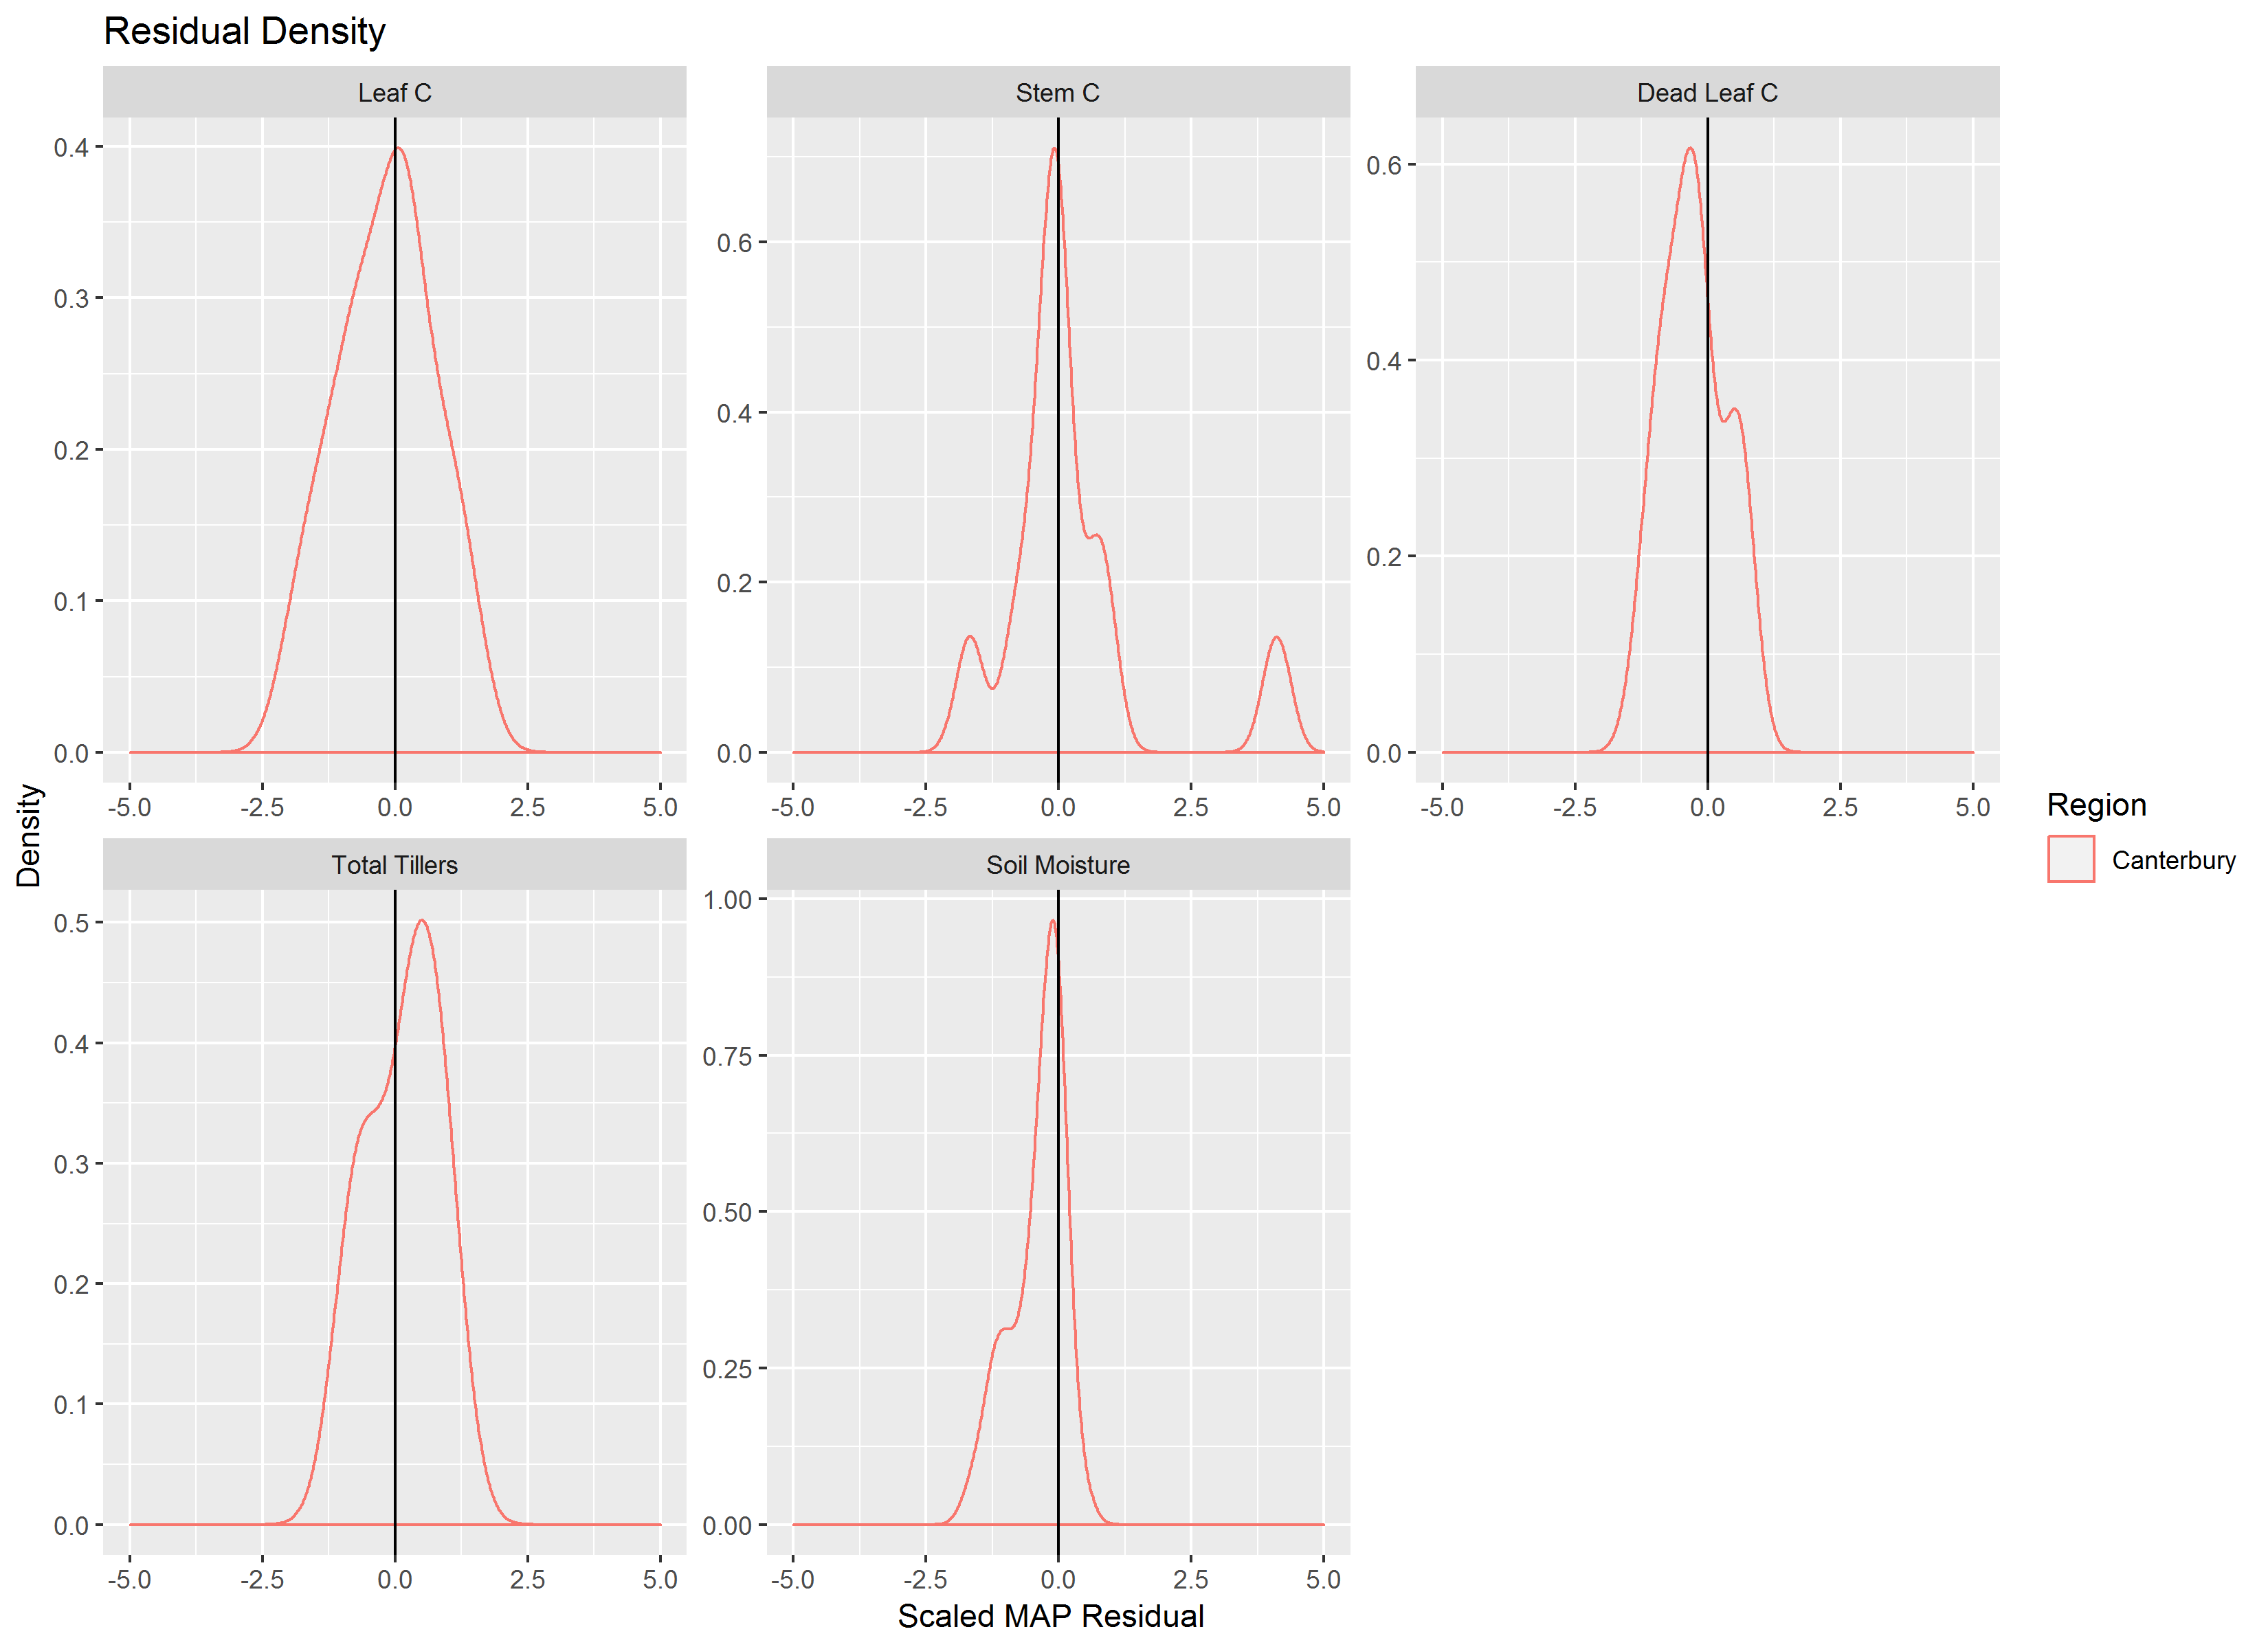 Residual Density
Leaf C
Stem C
Dead Leaf C
0.4
0.3
0.2
0.1
0.0
0.6
0.4
0.2
0.0
0.6
0.4
0.2
0.0
-5.0 -2.5 0.0 2.5 5.0
-5.0 -2.5 0.0 2.5 5.0
-5.0 -2.5 0.0 2.5 5.0
Total Tillers
Soil Moisture
0.5
0.4
0.3
0.2
0.1
0.0
1.00
0.75
0.50
0.25
0.00
-5.0 -2.5 0.0 2.5 5.0
-5.0 -2.5 0.0 2.5 5.0
Density
Scaled MAP Residual
Region
Canterbury